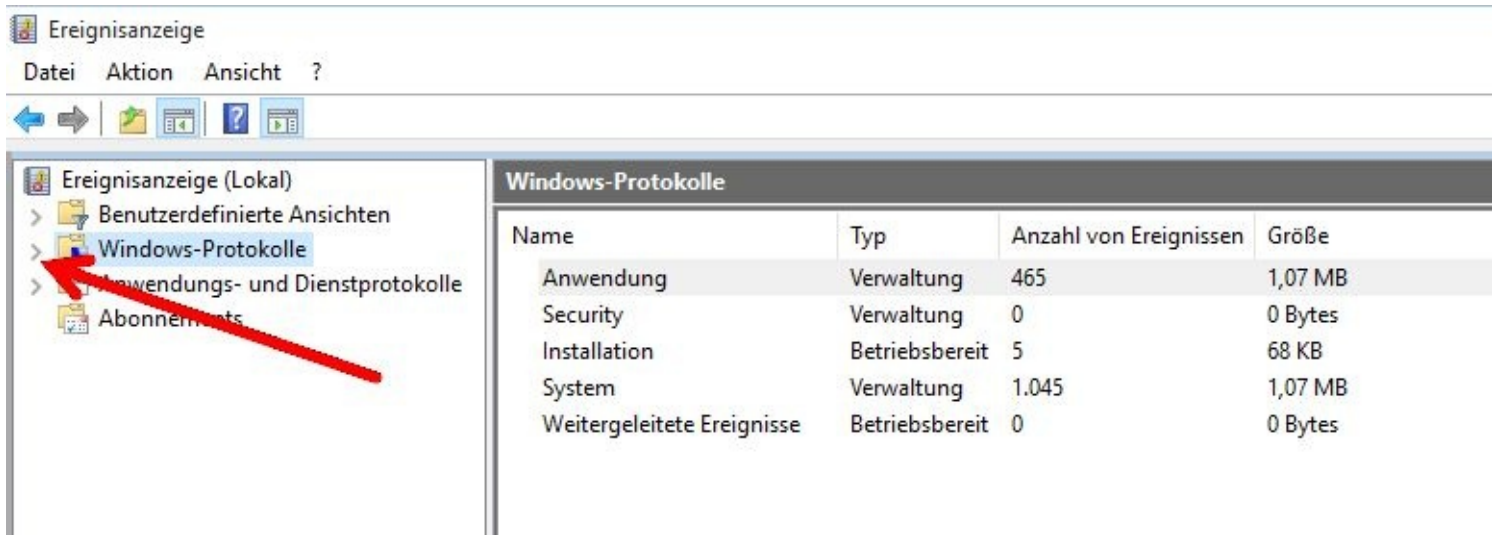 Ereignisanzeige
Datei Aktion Ansicht ?
Ereignisanzeige (Lokal)
Benutzerdefinierte Ansichten
Windows-Protokolle
Anwendungs- und Dienstprotokolle
Abonnements
Windows-Protokolle
Name Typ Anzahl von Ereignissen Größe
Anwendung Verwaltung 465 1,07 MB
Security Verwaltung 0 0 Bytes
Installation Betriebsbereit 5 68 KB
System Verwaltung 1.045 1,07 MB
Weitergeleitete Ereignisse Betriebsbereit 0 0 Bytes